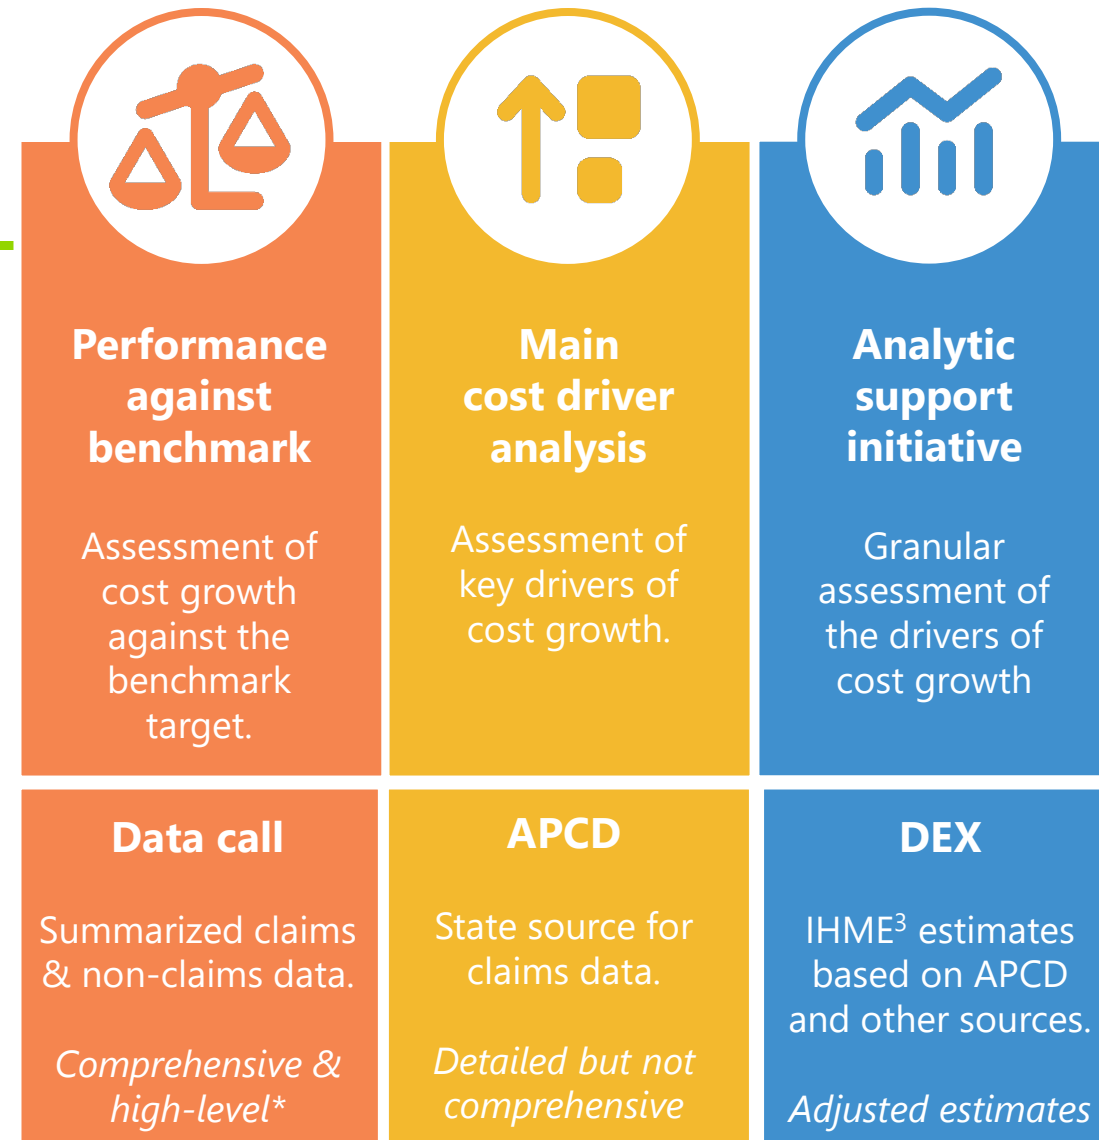 Performance
against
benchmark
Assessment of
cost growth
against the
benchmark
target.
Data call
Summarized claims
& non-claims data.
Comprehensive &
high-level*
Main
cost driver
analysis
Assessment of
key drivers of
cost growth.
APCD
State source for
claims data.
Detailed but not
comprehensive
Analytic
support
initiative
Granular
assessment of
the drivers of
cost growth
DEX
IHME³ estimates
based on APCD
and other sources.
Adjusted estimates